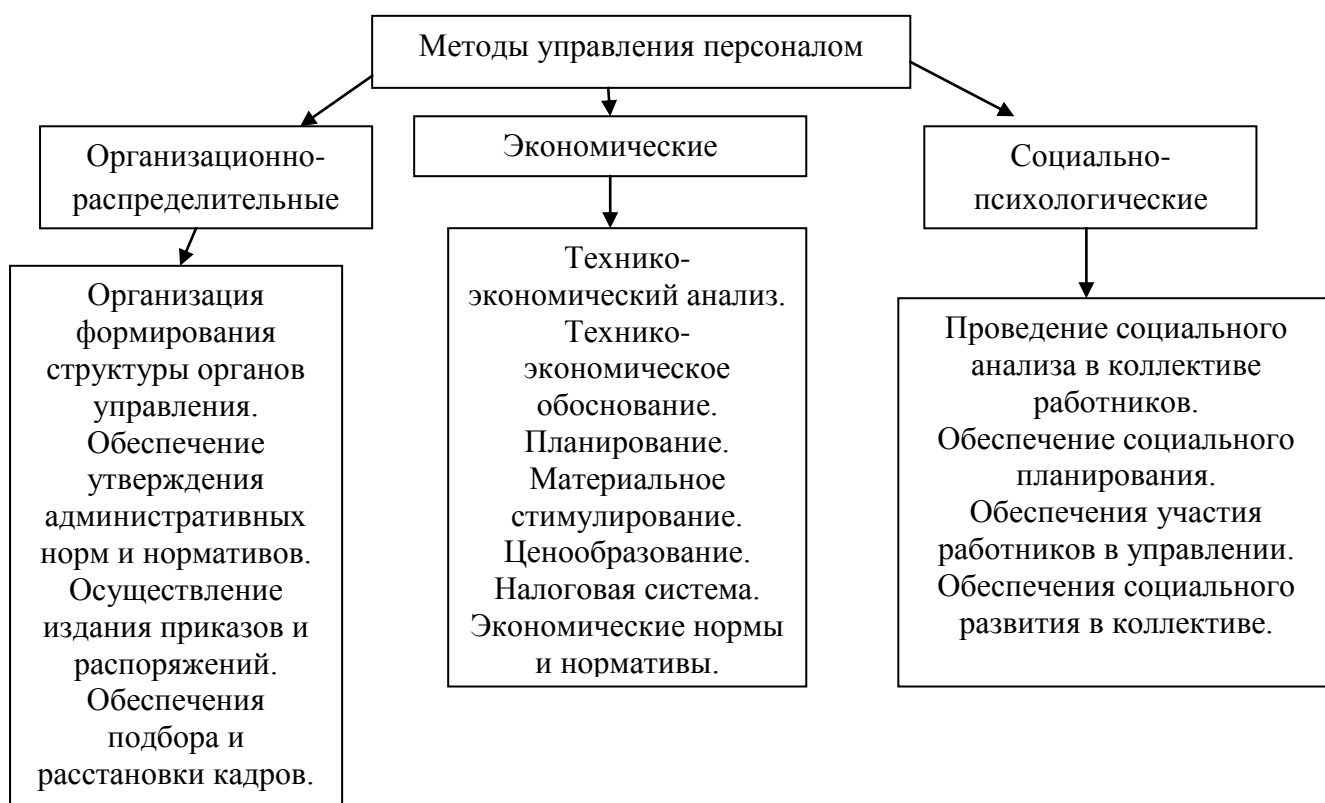 Методы управления персоналом
Организационно-
распределительные
Экономические
Социально-
психологические
Организация
формирования
структуры органов
управления.
Обеспечение
утверждения
административных
норм и нормативов.
Осуществление
издания приказов и
распоряжений.
Обеспечения
подбора и
расстановки кадров.
Технико-
экономический анализ.
Технико-
экономическое
обоснование.
Планирование.
Материальное
стимулирование.
Ценообразование.
Налоговая система.
Экономические нормы
и нормативы.
Проведение социального
анализа в коллективе
работников.
Обеспечение социального
планирования.
Обеспечения участия
работников в управлении.
Обеспечения социального
развития в коллективе.